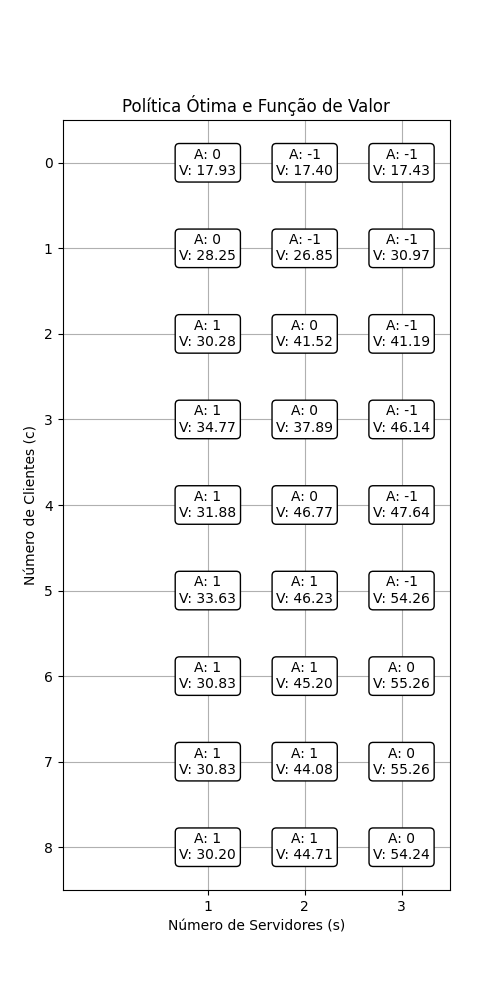 Política Ótima e Função de Valor
Número de Clientes (c)
0
A: 0
V: 17.93
A: -1
V: 17.40
A: -1
V: 17.43
1
A: 0
V: 28.25
A: -1
V: 26.85
A: -1
V: 30.97
2
A: 1
V: 30.28
A: 0
V: 41.52
A: -1
V: 41.19
3
A: 1
V: 34.77
A: 0
V: 37.89
A: -1
V: 46.14
4
A: 1
V: 31.88
A: 0
V: 46.77
A: -1
V: 47.64
5
A: 1
V: 33.63
A: 1
V: 46.23
A: -1
V: 54.26
6
A: 1
V: 30.83
A: 1
V: 45.20
A: 0
V: 55.26
7
A: 1
V: 30.83
A: 1
V: 44.08
A: 0
V: 55.26
8
A: 1
V: 30.20
A: 1
V: 44.71
A: 0
V: 54.24
1
2
3
Número de Servidores (s)